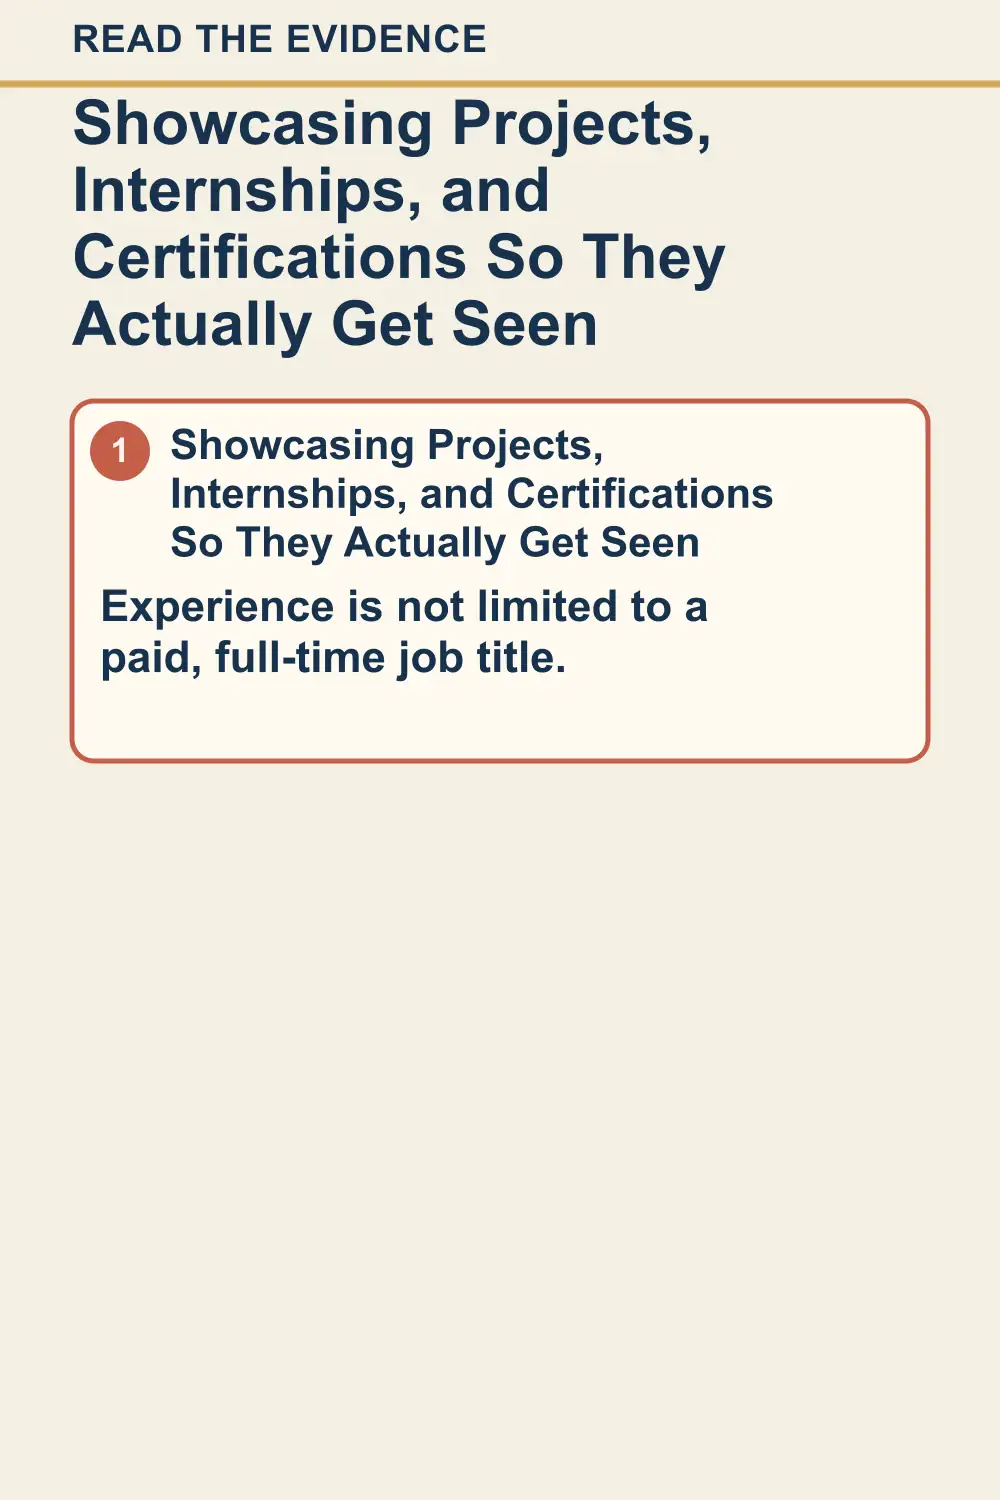 READ THE EVIDENCE
Showcasing Projects,
Internships, and
Certifications So They
Actually Get Seen
1
Showcasing Projects,
Internships, and Certifications
So They Actually Get Seen
Experience is not limited to a
paid, full-time job title.